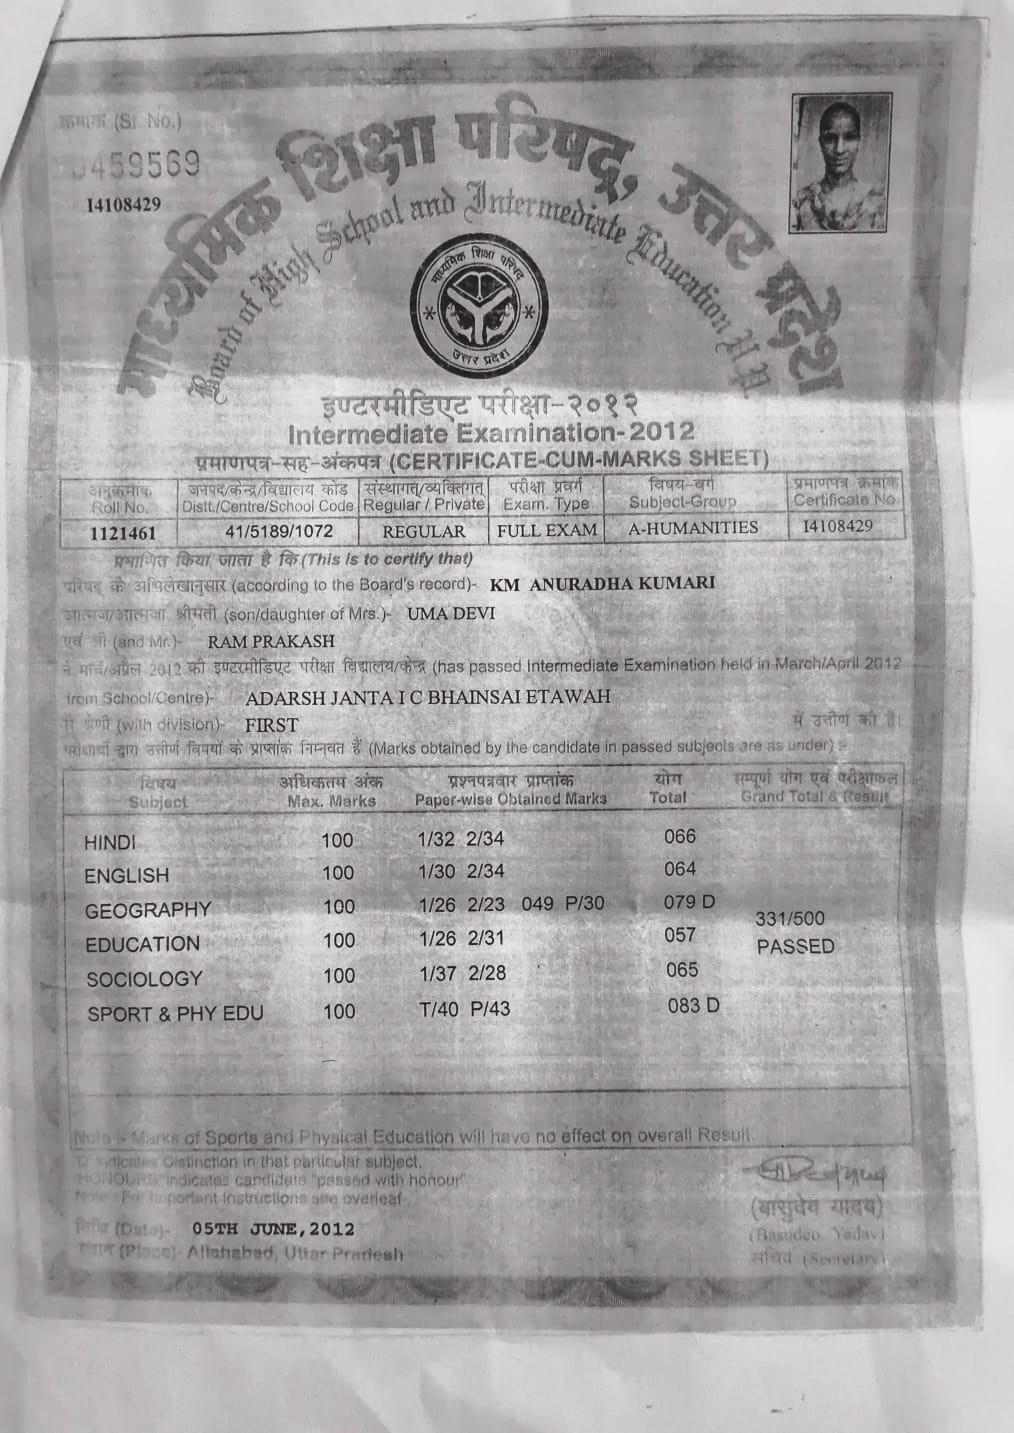 क्रमांक (Sr. No.)
459569
I4108429
माध्यमिक शिक्षा परिषद्, उत्तर प्रदेश
Board of High School and Intermediate Education U.P.
माध्यमिक शिक्षा परिषद
उत्तर प्रदेश
इण्टरमीडिएट परीक्षा-२०१२
Intermediate Examination-2012
प्रमाणपत्र-सह-अंकपत्र (CERTIFICATE-CUM-MARKS SHEET)
अनुक्रमांक जनपद/केन्द्र/विद्यालय कोड संस्थागत/व्यक्तिगत परीक्षा प्रवर्ग विषय-वर्ग प्रमाणपत्र क्रमांक
Roll No. Distt./Centre/School Code Regular / Private Exam. Type Subject-Group Certificate No.
1121461 41/5189/1072 REGULAR FULL EXAM A-HUMANITIES I4108429
प्रमाणित किया जाता है कि (This is to certify that)
परिषद के अभिलेखानुसार (according to the Board's record)- KM ANURADHA KUMARI
आत्मज/आत्मजा श्रीमती (son/daughter of Mrs.)- UMA DEVI
एवं श्री (and Mr.)- RAM PRAKASH
ने मार्च/अप्रैल 2012 की इण्टरमीडिएट परीक्षा विद्यालय/केन्द्र (has passed Intermediate Examination held in March/April 2012
from School/Centre)- ADARSH JANTA I C BHAINSAI ETAWAH
से श्रेणी (with division)- FIRST में उत्तीर्ण की है।
परीक्षार्थी द्वारा उत्तीर्ण विषयों के प्राप्तांक निम्नवत हैं (Marks obtained by the candidate in passed subjects are as under) :-
विषय अधिकतम अंक प्रश्नपत्रवार प्राप्तांक योग सम्पूर्ण योग एवं परीक्षाफल
Subject Max. Marks Paper-wise Obtained Marks Total Grand Total & Result
HINDI 100 1/32 2/34 066
ENGLISH 100 1/30 2/34 064
GEOGRAPHY 100 1/26 2/23 049 P/30 079 D
331/500
EDUCATION 100 1/26 2/31 057
PASSED
SOCIOLOGY 100 1/37 2/28 065
SPORT & PHY EDU 100 T/40 P/43 083 D
Note :- Marks of Sports and Physical Education will have no effect on overall Result.
'D' indicates Distinction in that particular subject.
"HONOURS" indicates candidate "passed with honour"
Note : For Important Instructions see overleaf
तिथि (Date)- 05TH JUNE,2012
स्थान (Place)- Allahabad, Uttar Pradesh
(बासुदेव यादव)
(Basudeo Yadav)
सचिव (Secretary)